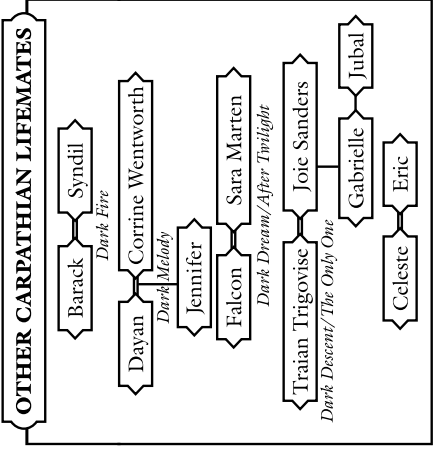 OTHER CARPATHIAN LIFEMATES
Barack Syndil
Dark Fire
Dayan Corrine Wentworth
Dark Melody
Jennifer
Falcon Sara Marten
Dark Dream/After Twilight
Traian Trigovise Joie Sanders
Dark Descent/The Only One
Gabrielle Jubal
Celeste Eric